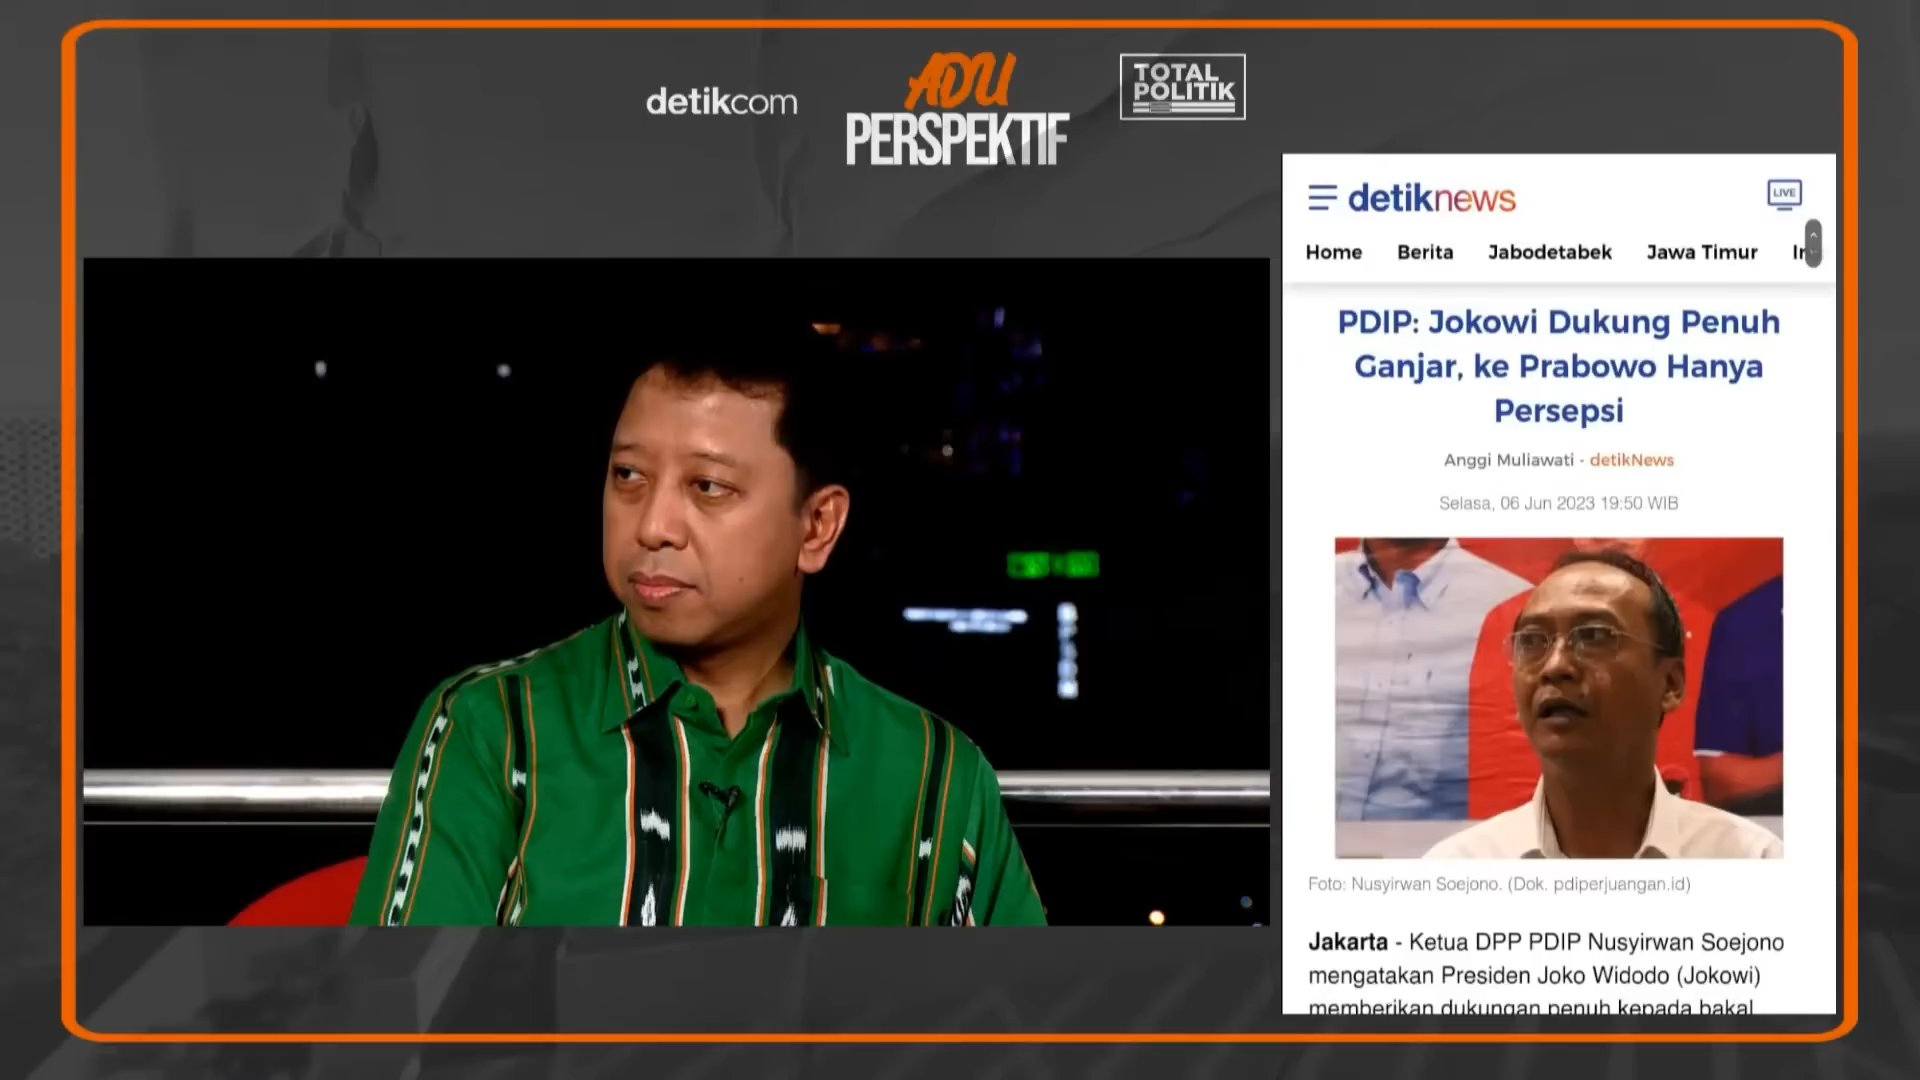 detikcom
ADU
PERSPEKTIF
TOTAL
POLITIK
detiknews
LIVE
Home Berita Jabodetabek Jawa Timur
PDIP: Jokowi Dukung Penuh
Ganjar, ke Prabowo Hanya
Persepsi
Anggi Muliawati - detikNews
Selasa, 06 Jun 2023 19:50 WIB
Foto: Nusyirwan Soejono. (Dok. pdiperjuangan.id)
Jakarta - Ketua DPP PDIP Nusyirwan Soejono
mengatakan Presiden Joko Widodo (Jokowi)
memberikan dukungan penuh kepada bakal